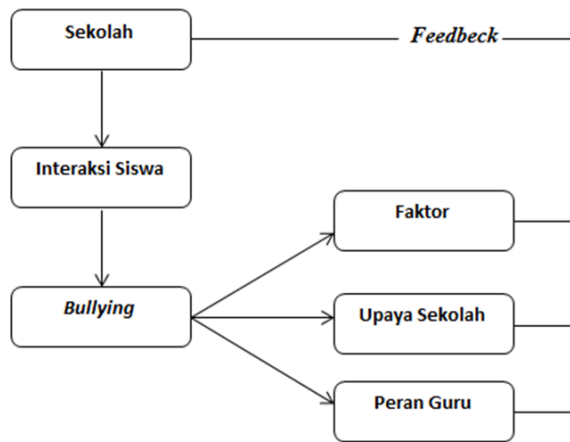 Sekolah
Feedbeck
Interaksi Siswa
Faktor
Bullying
Upaya Sekolah
Peran Guru